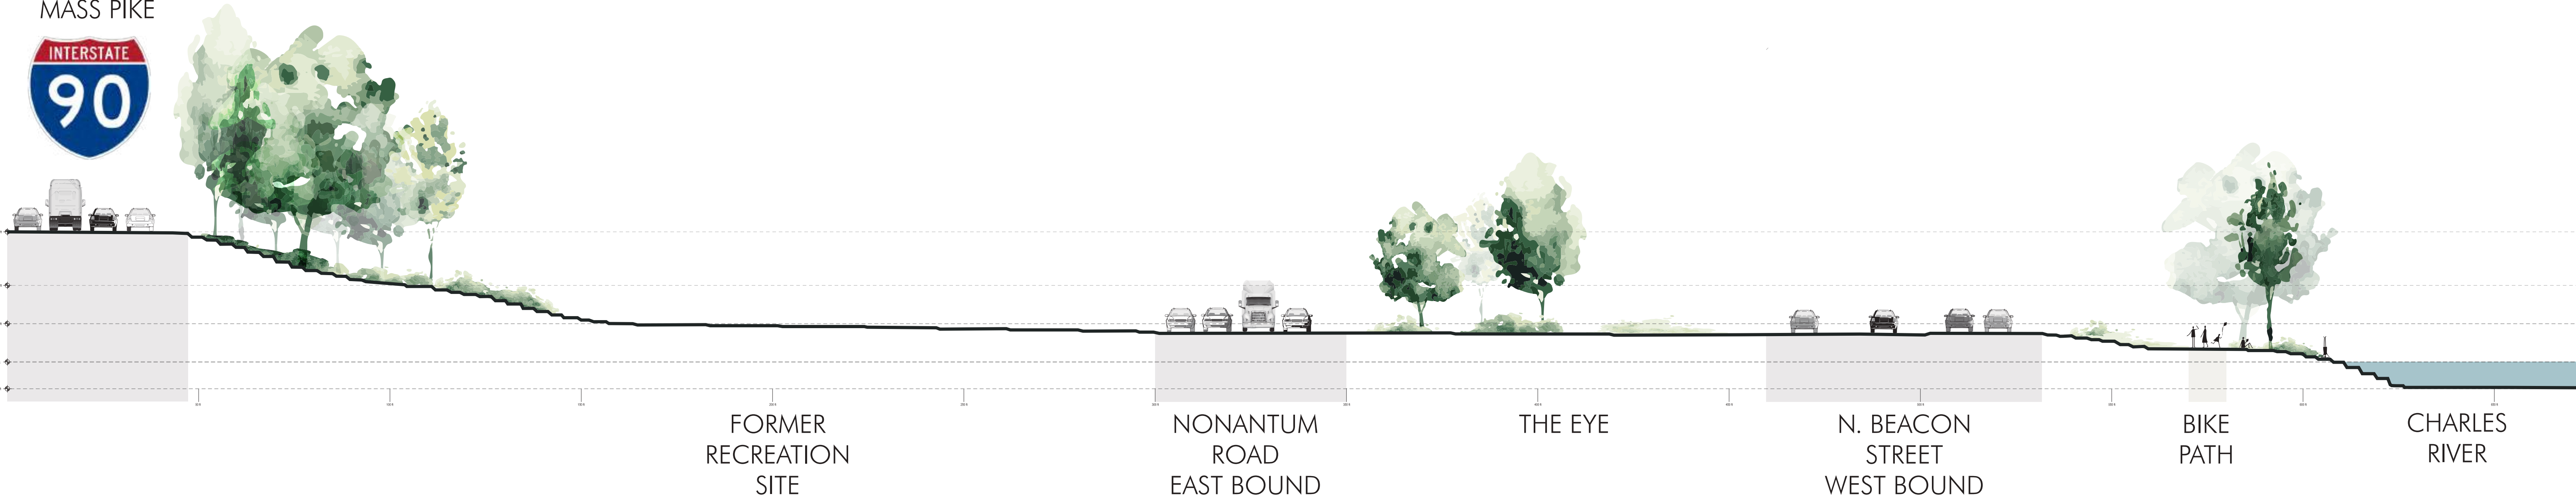 MASS PIKE
INTERSTATE
90
FORMER
RECREATION
SITE
NONANTUM
ROAD
EAST BOUND
THE EYE
N. BEACON
STREET
WEST BOUND
BIKE
PATH
CHARLES
RIVER